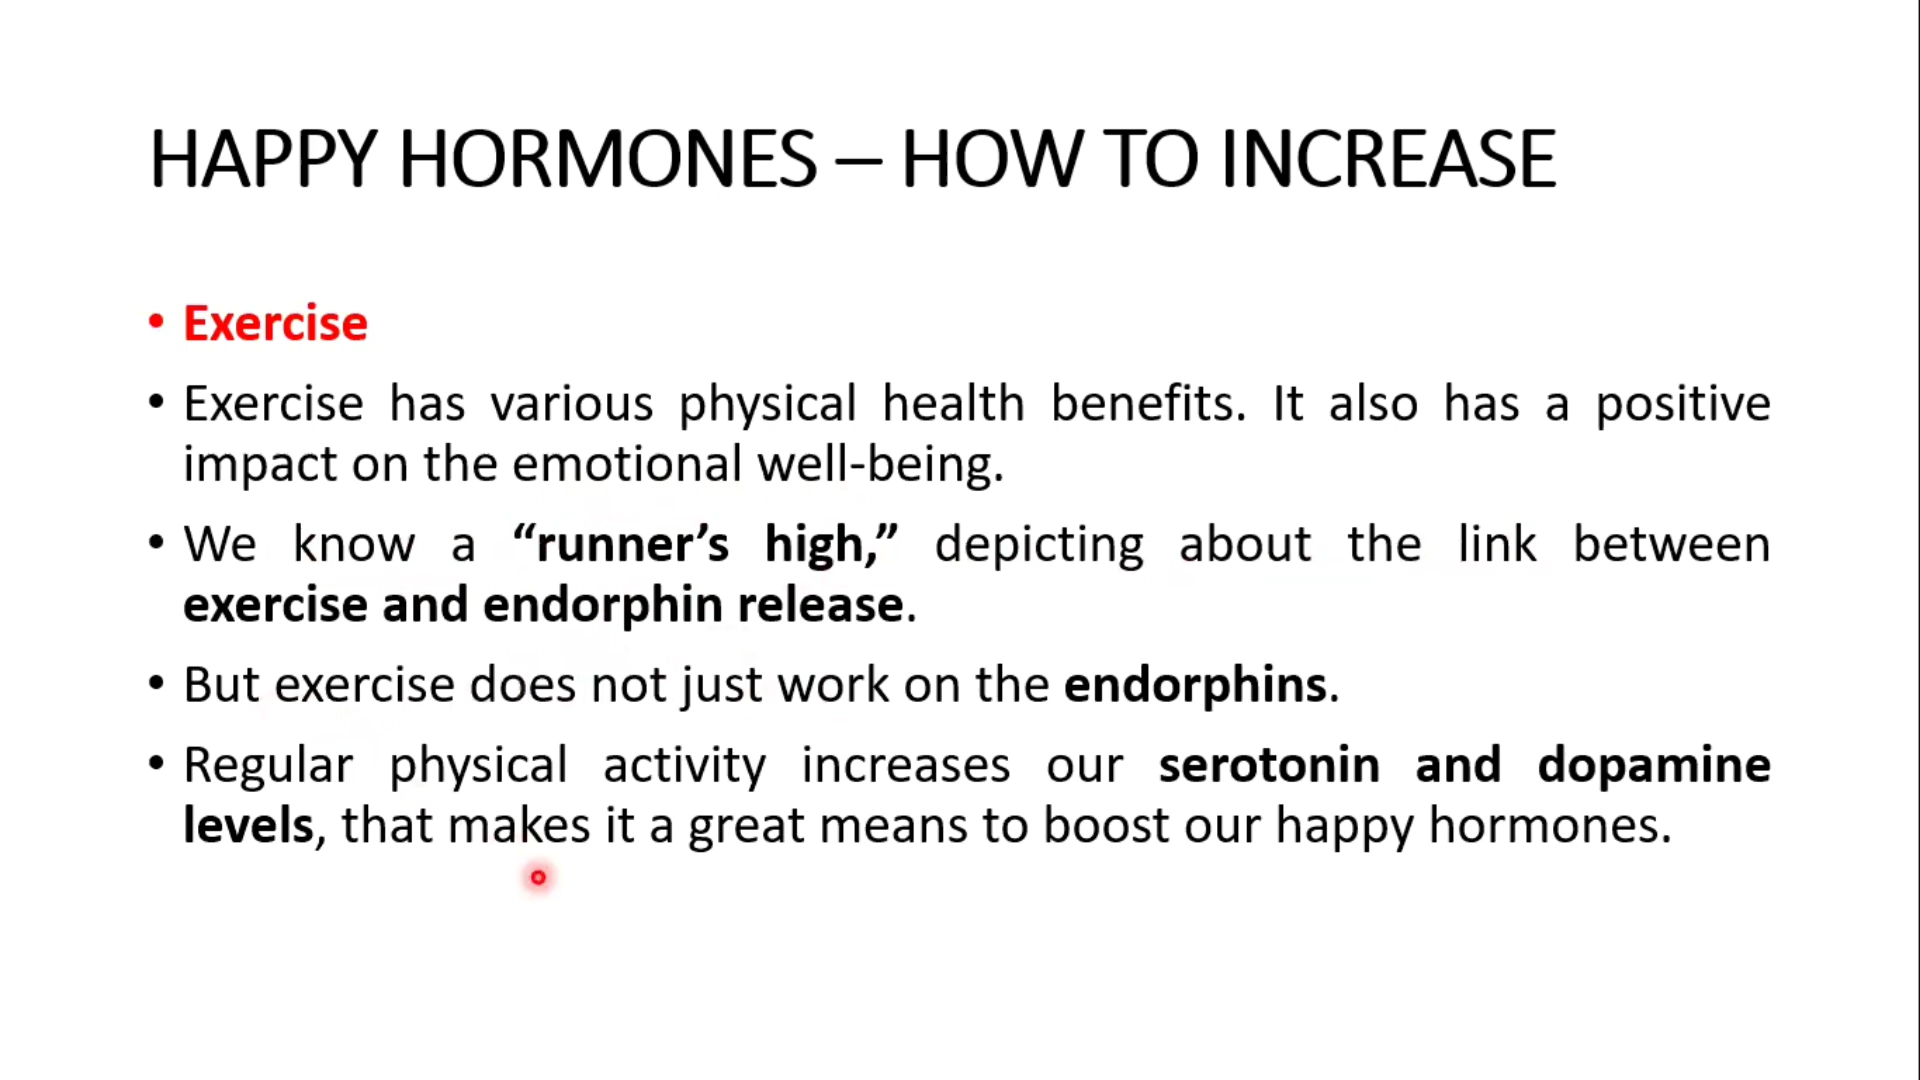 HAPPY HORMONES – HOW TO INCREASE
• Exercise
• Exercise has various physical health benefits. It also has a positive
impact on the emotional well-being.
• We know a “runner’s high,” depicting about the link between
exercise and endorphin release.
• But exercise does not just work on the endorphins.
• Regular physical activity increases our serotonin and dopamine
levels, that makes it a great means to boost our happy hormones.